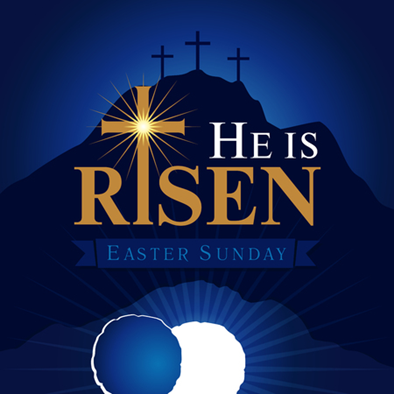 He is
Risen
Easter Sunday